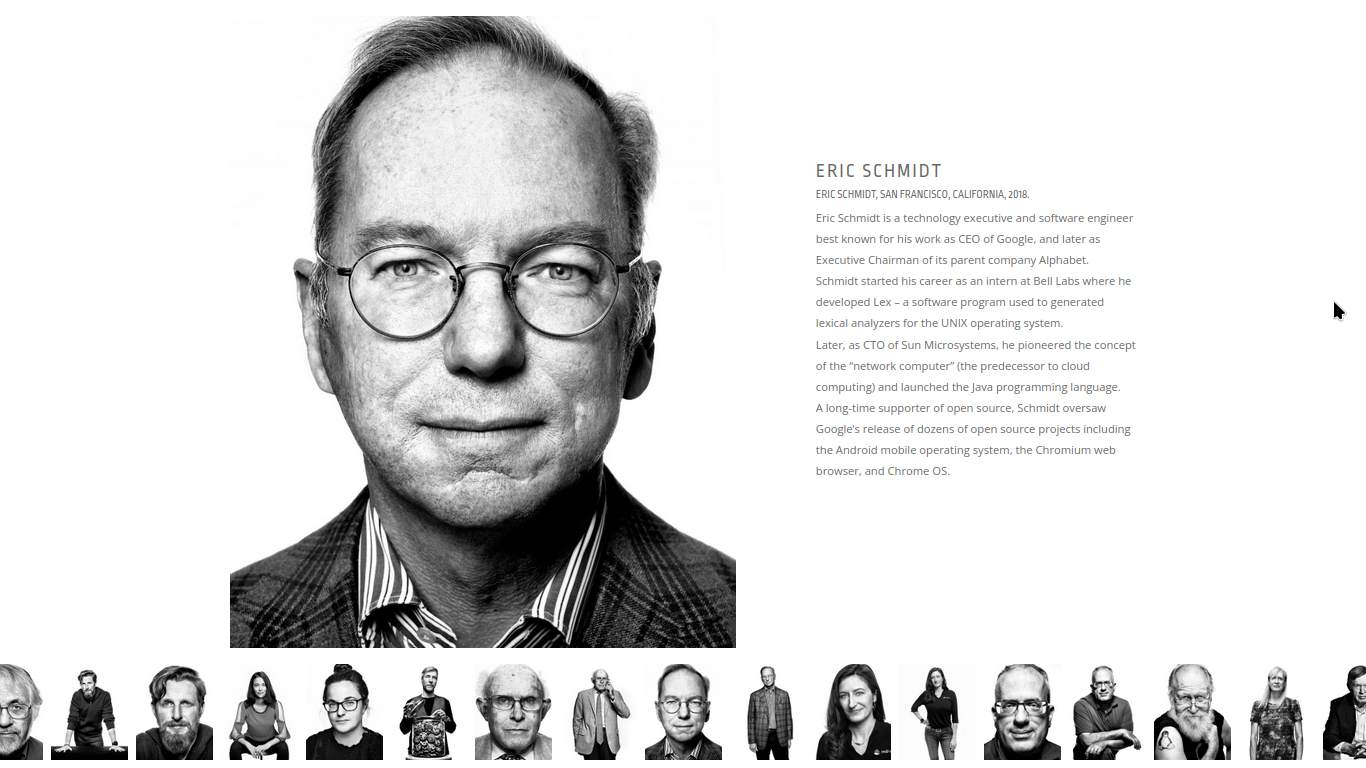 ERIC SCHMIDT
ERIC SCHMIDT, SAN FRANCISCO, CALIFORNIA, 2018.
Eric Schmidt is a technology executive and software engineer
best known for his work as CEO of Google, and later as
Executive Chairman of its parent company Alphabet.
Schmidt started his career as an intern at Bell Labs where he
developed Lex – a software program used to generated
lexical analyzers for the UNIX operating system.
Later, as CTO of Sun Microsystems, he pioneered the concept
of the “network computer” (the predecessor to cloud
computing) and launched the Java programming language.
A long-time supporter of open source, Schmidt oversaw
Google's release of dozens of open source projects including
the Android mobile operating system, the Chromium web
browser, and Chrome OS.